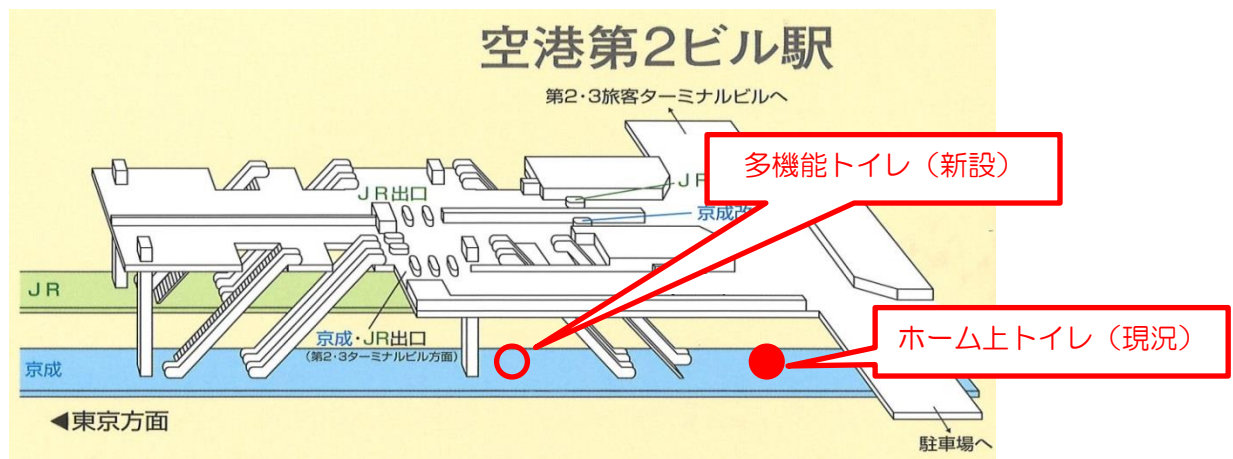 空港第2ビル駅
第2・3旅客ターミナルビルへ
多機能トイレ（新設）
JR出口
JR
京成改
JR
ホーム上トイレ（現況）
京成・JR出口
（第2・3ターミナルビル方面）
京成
◀東京方面
駐車場へ